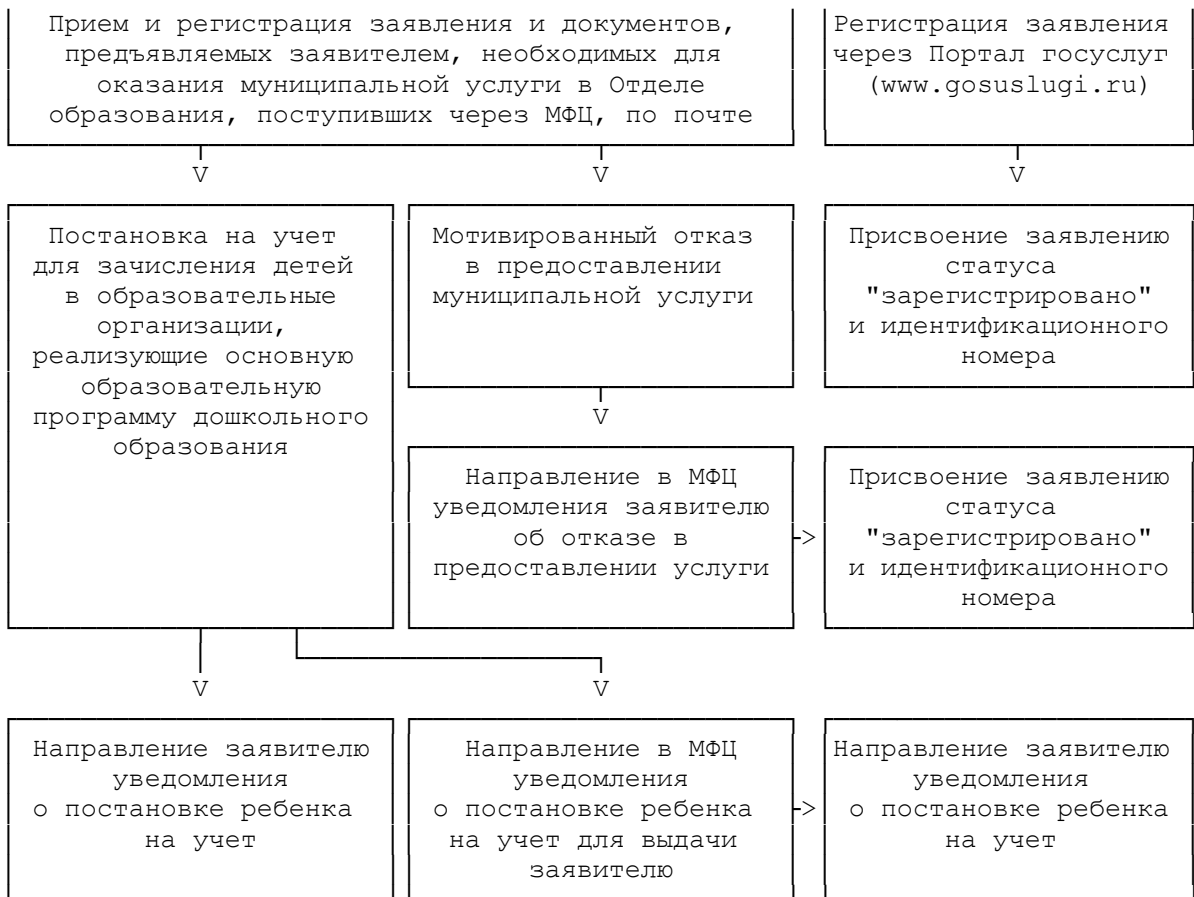 Прием и регистрация заявления и документов,
предъявляемых заявителем, необходимых для
оказания муниципальной услуги в Отделе
образования, поступивших через МФЦ, по почте
Регистрация заявления
через Портал госуслуг
(www.gosuslugi.ru)
V
V
V
Постановка на учет
для зачисления детей
в образовательные
организации,
реализующие основную
образовательную
программу дошкольного
образования
Мотивированный отказ
в предоставлении
муниципальной услуги
Присвоение заявлению
статуса
"зарегистрировано"
и идентификационного
номера
V
Направление в МФЦ
уведомления заявителю
об отказе в
предоставлении услуги
->
Присвоение заявлению
статуса
"зарегистрировано"
и идентификационного
номера
V
V
Направление заявителю
уведомления
о постановке ребенка
на учет
Направление в МФЦ
уведомления
о постановке ребенка
на учет для выдачи
заявителю
->
Направление заявителю
уведомления
о постановке ребенка
на учет